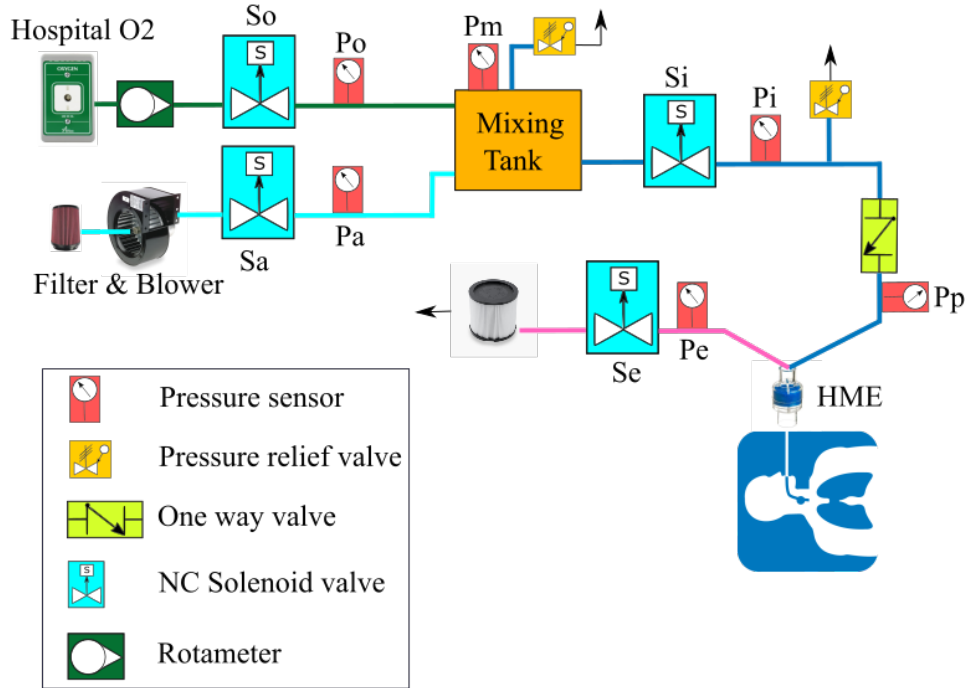 Hospital O2
So
Po
Pm
OXYGEN
Si
Pi
Mixing
Tank
S
S
S
Sa
Pa
Filter & Blower
S
Se
Pe
Pp
HME
Pressure sensor
Pressure relief valve
One way valve
S
NC Solenoid valve
Rotameter